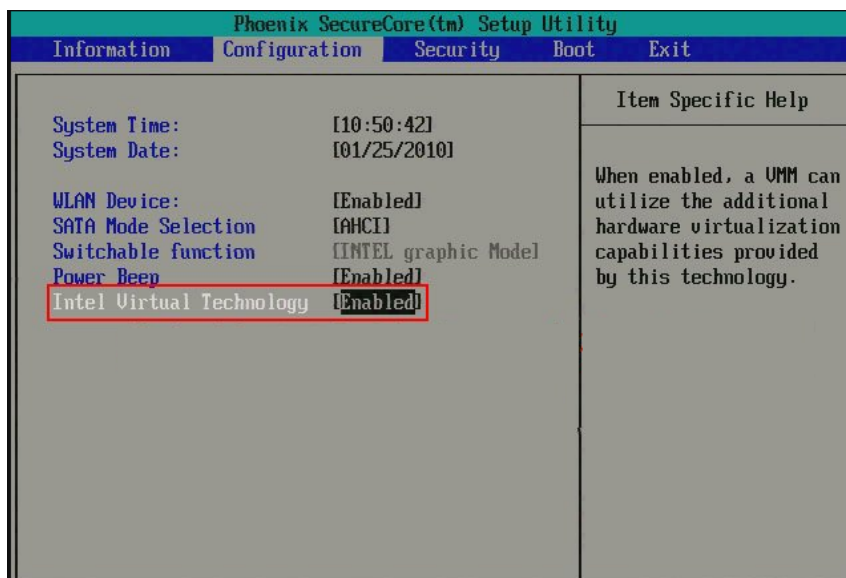 Phoenix SecureCore(tm) Setup Utility
Information Configuration Security Boot Exit
Item Specific Help
System Time: [10:50:42]
System Date: [01/25/2010]
WLAN Device: [Enabled]
SATA Mode Selection [AHCI]
Switchable function [INTEL graphic Mode]
Power Beep [Enabled]
Intel Virtual Technology [Enabled]
When enabled, a VMM can
utilize the additional
hardware virtualization
capabilities provided
by this technology.